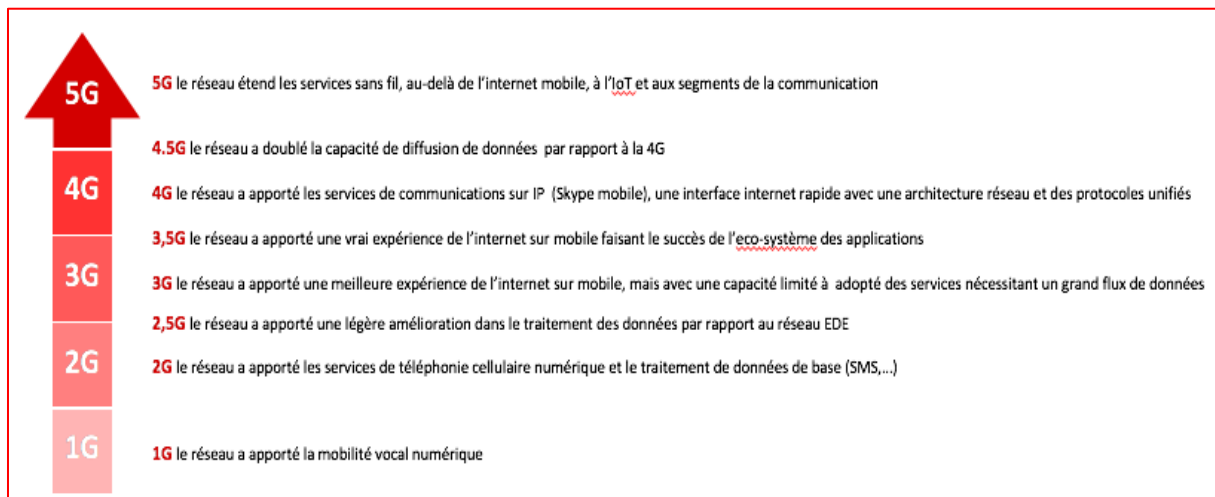 5G
5G le réseau étend les services sans fil, au-delà de l'internet mobile, à l'IoT et aux segments de la communication
4.5G le réseau a doublé la capacité de diffusion de données par rapport à la 4G
4G
4G le réseau a apporté les services de communications sur IP (Skype mobile), une interface internet rapide avec une architecture réseau et des protocoles unifiés
3,5G le réseau a apporté une vrai expérience de l'internet sur mobile faisant le succès de l'eco-système des applications
3G
3G le réseau a apporté une meilleure expérience de l'internet sur mobile, mais avec une capacité limité à adopté des services nécessitant un grand flux de données
2,5G le réseau a apporté une légère amélioration dans le traitement des données par rapport au réseau EDE
2G
2G le réseau a apporté les services de téléphonie cellulaire numérique et le traitement de données de base (SMS,...)
1G
1G le réseau a apporté la mobilité vocal numérique